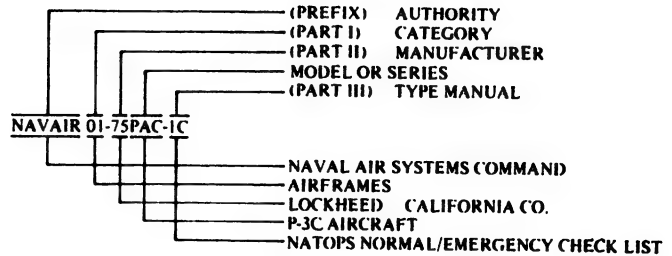 (PREFIX) AUTHORITY
(PART I) CATEGORY
(PART II) MANUFACTURER
MODEL OR SERIES
(PART III) TYPE MANUAL
NAVAIR 01-75PAC-1C
NAVAL AIR SYSTEMS COMMAND
AIRFRAMES
LOCKHEED CALIFORNIA CO.
P-3C AIRCRAFT
NATOPS NORMAL/EMERGENCY CHECK LIST